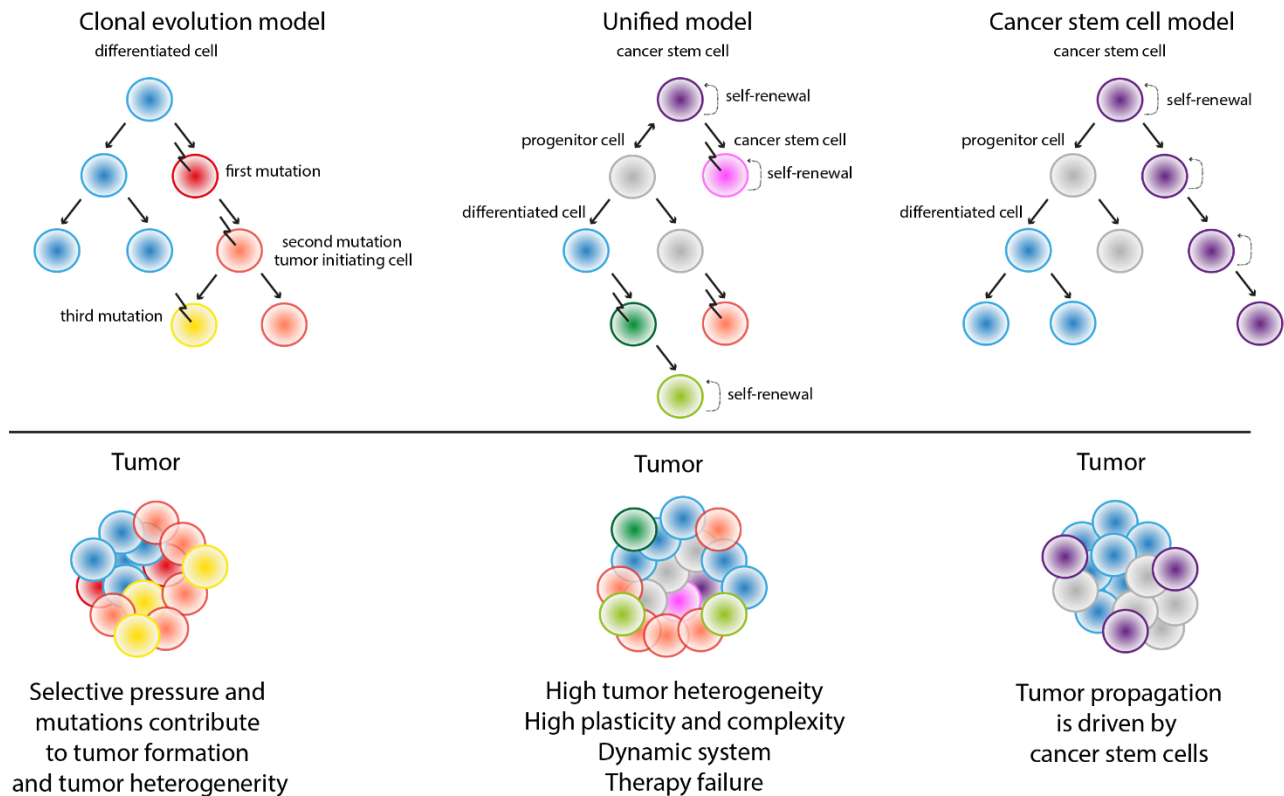 Clonal evolution model
differentiated cell
first mutation
second mutation
tumor initiating cell
third mutation
Unified model
cancer stem cell
self-renewal
progenitor cell
cancer stem cell
self-renewal
differentiated cell
self-renewal
Cancer stem cell model
cancer stem cell
self-renewal
progenitor cell
differentiated cell
Tumor
Selective pressure and
mutations contribute
to tumor formation
and tumor heterogenerity
Tumor
High tumor heterogeneity
High plasticity and complexity
Dynamic system
Therapy failure
Tumor
Tumor propagation
is driven by
cancer stem cells